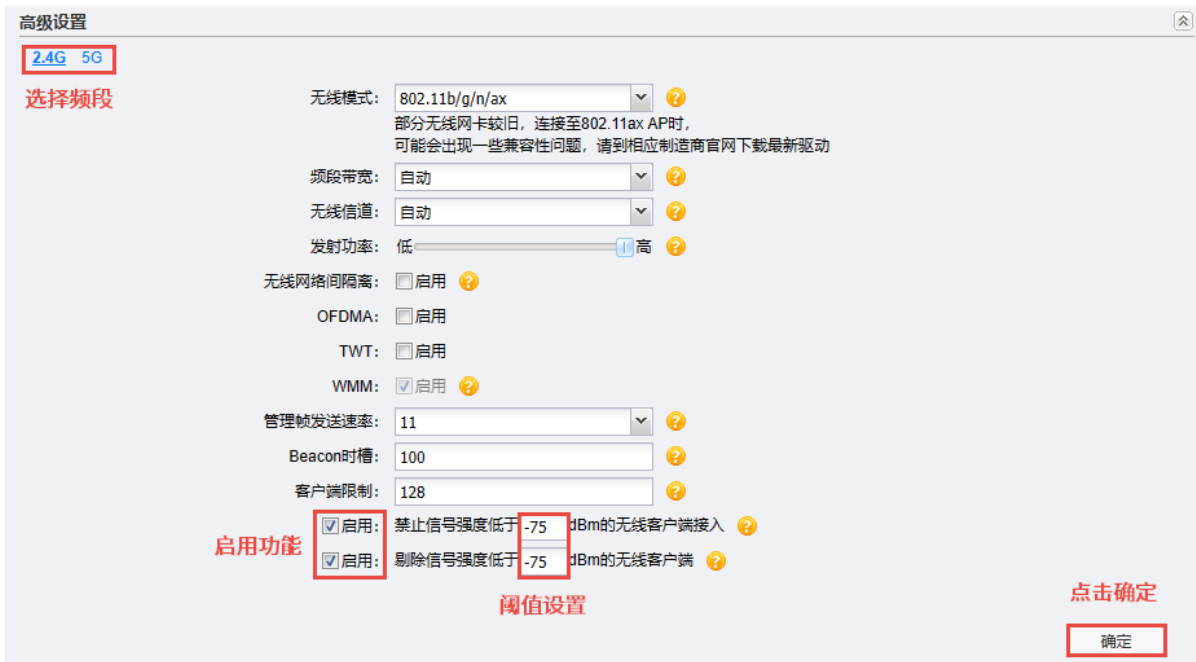 高级设置
2.4G 5G
选择频段
无线模式: 802.11b/g/n/ax
部分无线网卡较旧，连接至802.11ax AP时，
可能会出现一些兼容性问题，请到相应制造商官网下载最新驱动
频段带宽: 自动
无线信道: 自动
发射功率: 低 高
无线网络间隔离: 启用
OFDMA: 启用
TWT: 启用
WMM: 启用
管理帧发送速率: 11
Beacon时槽: 100
客户端限制: 128
启用: 禁止信号强度低于 -75 dBm的无线客户端接入
启用功能
启用: 剔除信号强度低于 -75 dBm的无线客户端
阈值设置
点击确定
确定